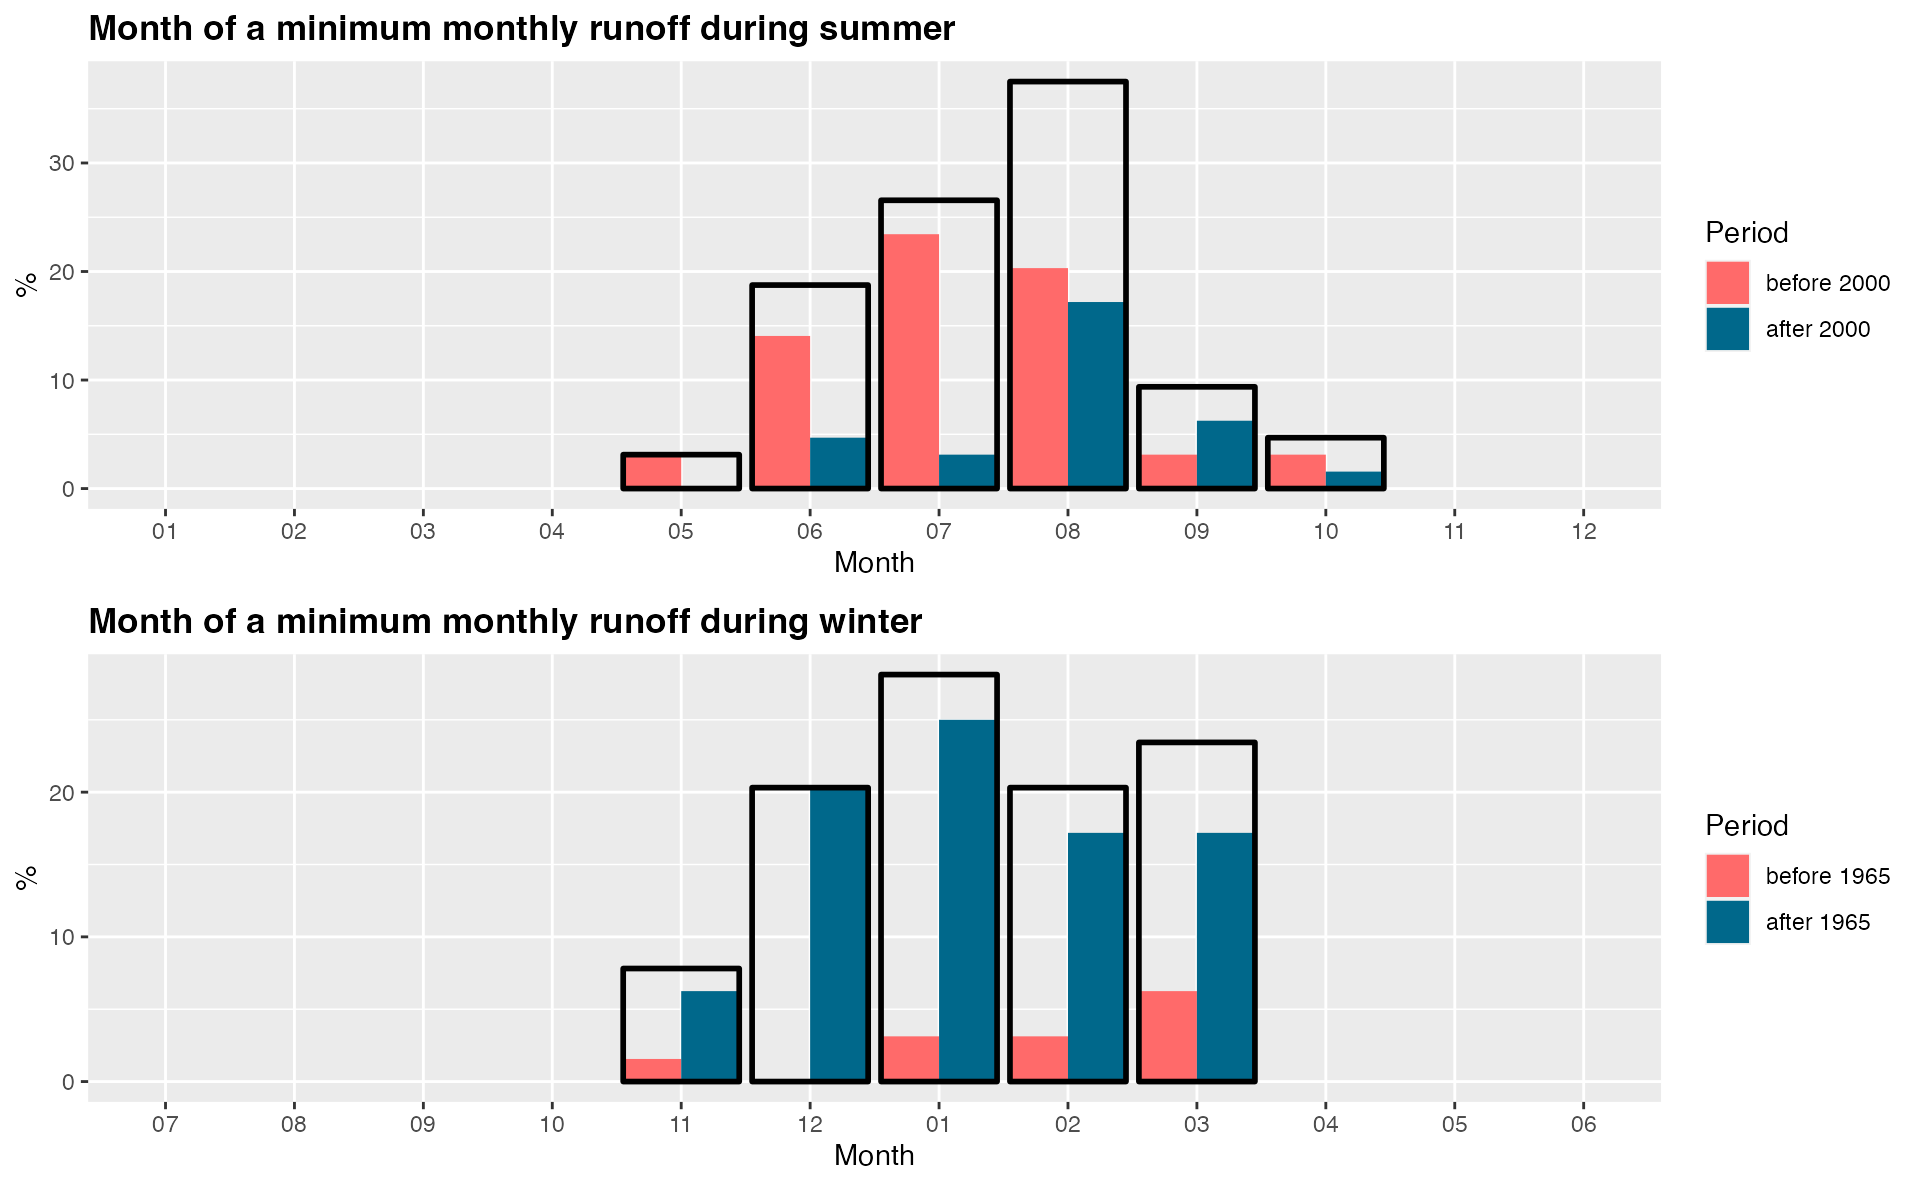 Month of a minimum monthly runoff during summer
%
30
20
10
0
01 02 03 04 05 06 07 08 09 10 11 12
Month
Period
before 2000
after 2000
Month of a minimum monthly runoff during winter
%
20
10
0
07 08 09 10 11 12 01 02 03 04 05 06
Month
Period
before 1965
after 1965